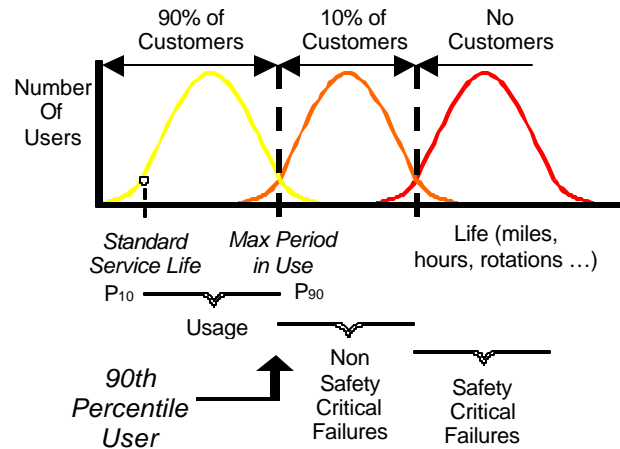 90% of
Customers
10% of
Customers
No
Customers
Number
Of
Users
Standard
Service Life
Max Period
in Use
Life (miles,
hours, rotations …)
P10
P90
Usage
90th
Percentile
User
Non
Safety
Critical
Failures
Safety
Critical
Failures